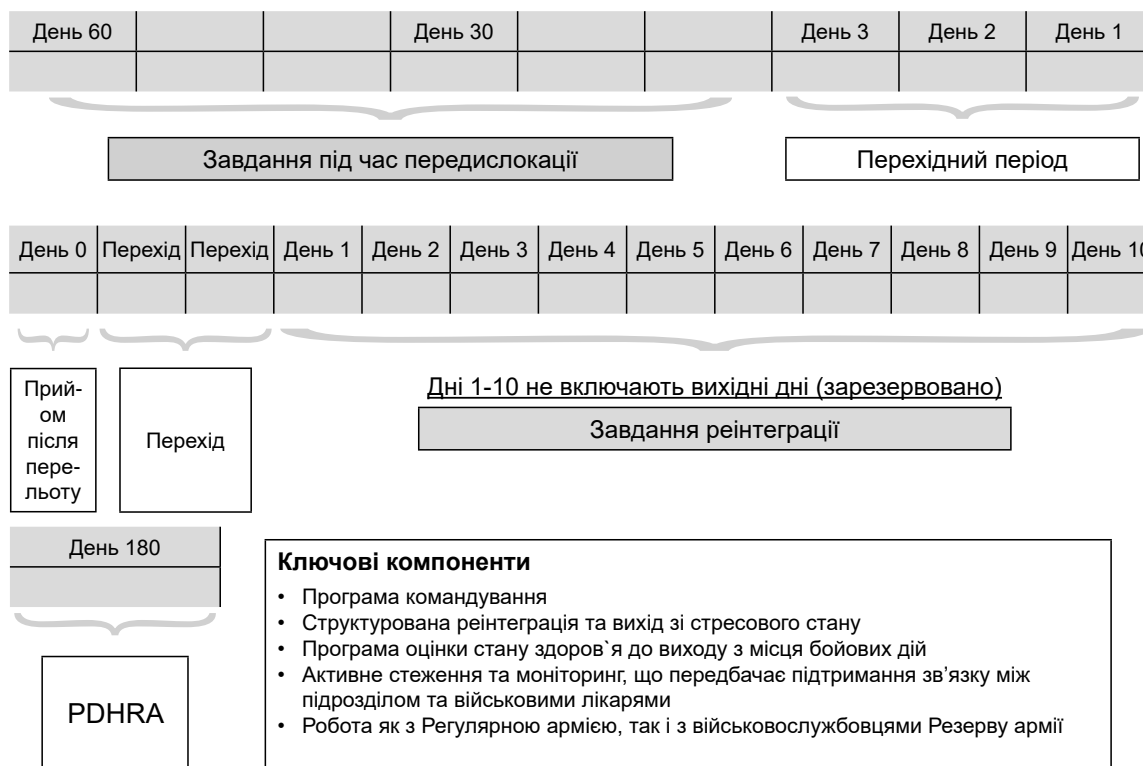 День 60 День 30 День 3 День 2 День 1
Завдання під час передислокації Перехідний період
День 0 Перехід Перехід День 1 День 2 День 3 День 4 День 5 День 6 День 7 День 8 День 9 День 10
Прий-
ом
після
пере-
льоту
Перехід
Дні 1-10 не включають вихідні дні (зарезервовано)
Завдання реінтеграції
День 180
PDHRA
Ключові компоненти
• Програма командування
• Структурована реінтеграція та вихід зі стресового стану
• Програма оцінки стану здоров`я до виходу з місця бойових дій
• Активне стеження та моніторинг, що передбачає підтримання зв’язку між
підрозділом та військовими лікарями
• Робота як з Регулярною армією, так і з військовослужбовцями Резерву армії